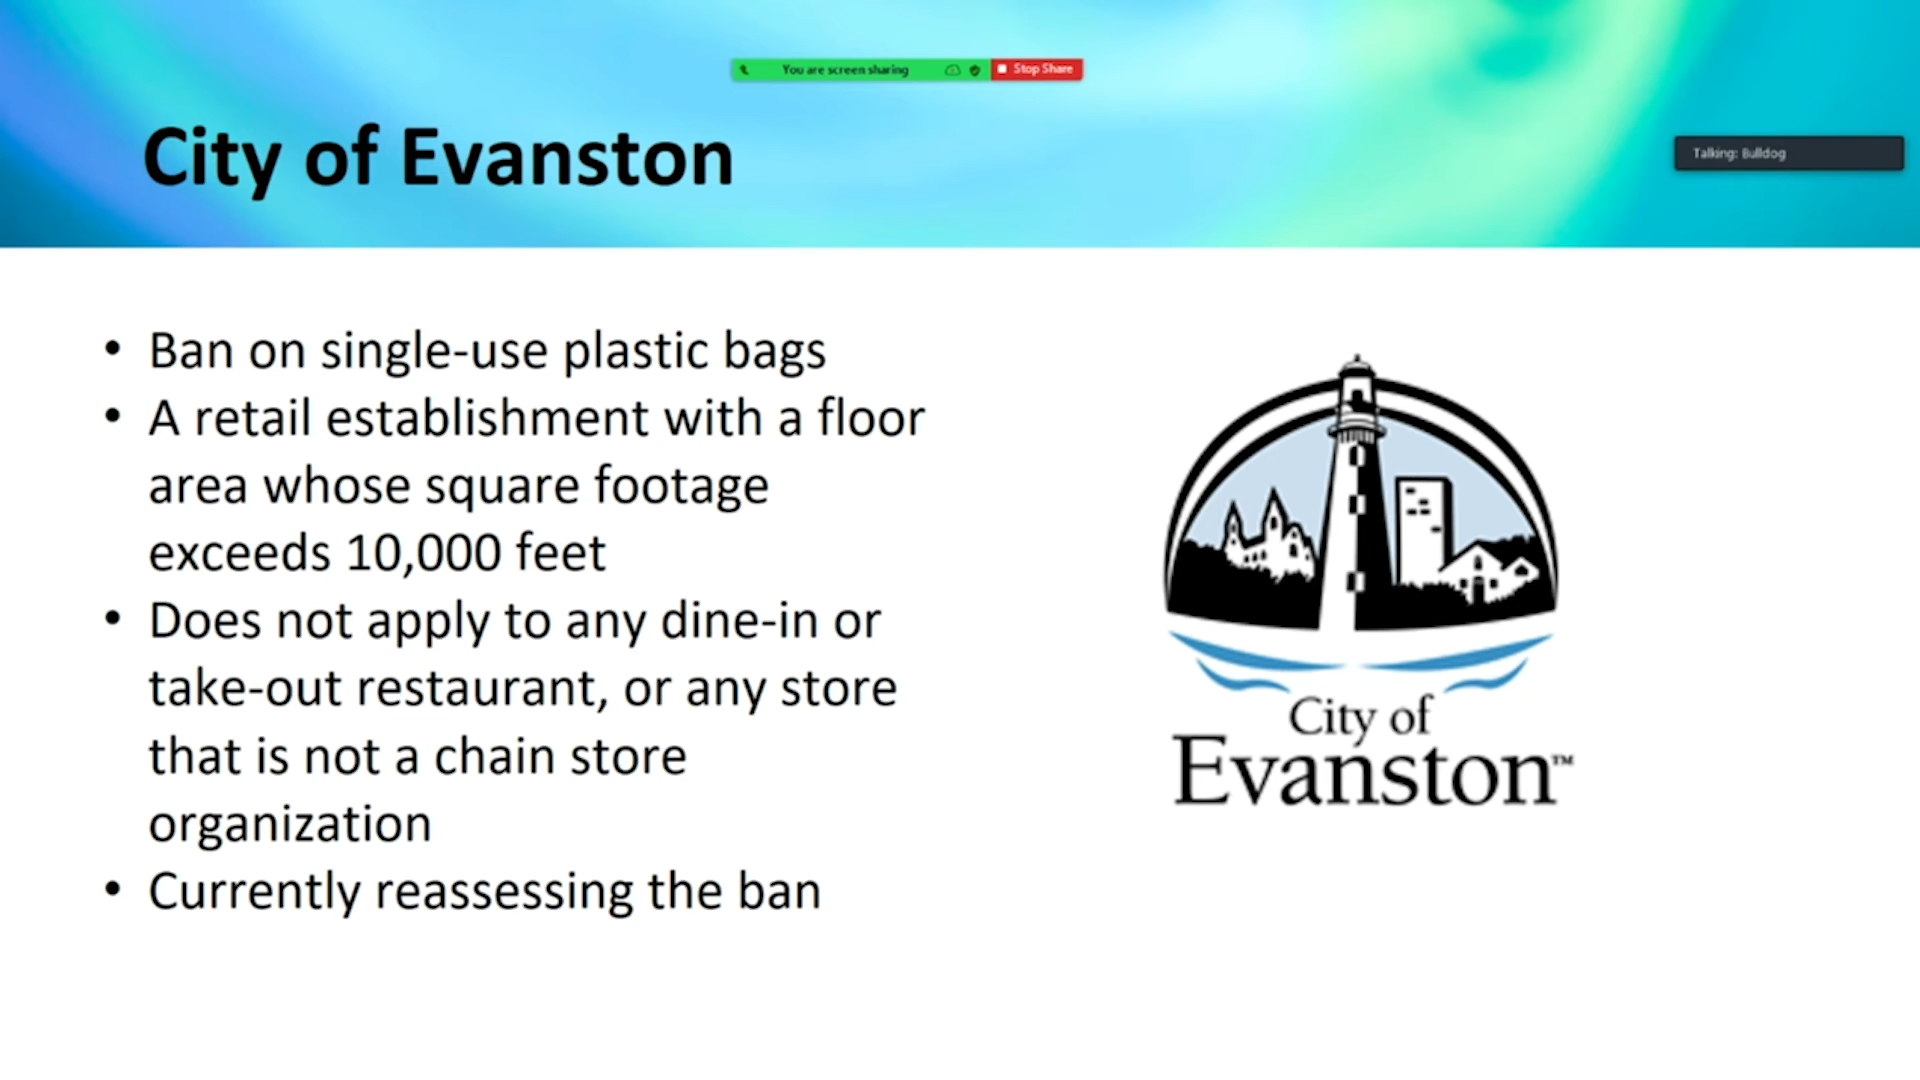 You are screen sharing
Stop Share
City of Evanston
Talking: Bulldog
• Ban on single-use plastic bags
• A retail establishment with a floor
area whose square footage
exceeds 10,000 feet
• Does not apply to any dine-in or
take-out restaurant, or any store
that is not a chain store
organization
• Currently reassessing the ban
City of
Evanston™